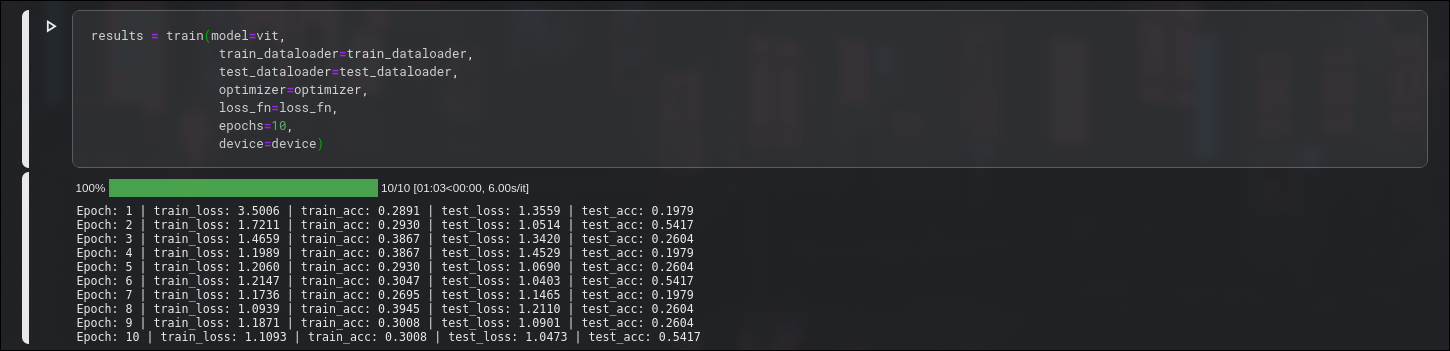 results = train(model=vit,
train_dataloader=train_dataloader,
test_dataloader=test_dataloader,
optimizer=optimizer,
loss_fn=loss_fn,
epochs=10,
device=device)
100% 10/10 [01:03<00:00, 6.00s/it]
Epoch: 1 | train_loss: 3.5006 | train_acc: 0.2891 | test_loss: 1.3559 | test_acc: 0.1979
Epoch: 2 | train_loss: 1.7211 | train_acc: 0.2930 | test_loss: 1.0514 | test_acc: 0.5417
Epoch: 3 | train_loss: 1.4659 | train_acc: 0.3867 | test_loss: 1.3420 | test_acc: 0.2604
Epoch: 4 | train_loss: 1.1989 | train_acc: 0.3867 | test_loss: 1.4529 | test_acc: 0.1979
Epoch: 5 | train_loss: 1.2060 | train_acc: 0.2930 | test_loss: 1.0690 | test_acc: 0.2604
Epoch: 6 | train_loss: 1.2147 | train_acc: 0.3047 | test_loss: 1.0403 | test_acc: 0.5417
Epoch: 7 | train_loss: 1.1736 | train_acc: 0.2695 | test_loss: 1.1465 | test_acc: 0.1979
Epoch: 8 | train_loss: 1.0939 | train_acc: 0.3945 | test_loss: 1.2110 | test_acc: 0.2604
Epoch: 9 | train_loss: 1.1871 | train_acc: 0.3008 | test_loss: 1.0901 | test_acc: 0.2604
Epoch: 10 | train_loss: 1.1093 | train_acc: 0.3008 | test_loss: 1.0473 | test_acc: 0.5417